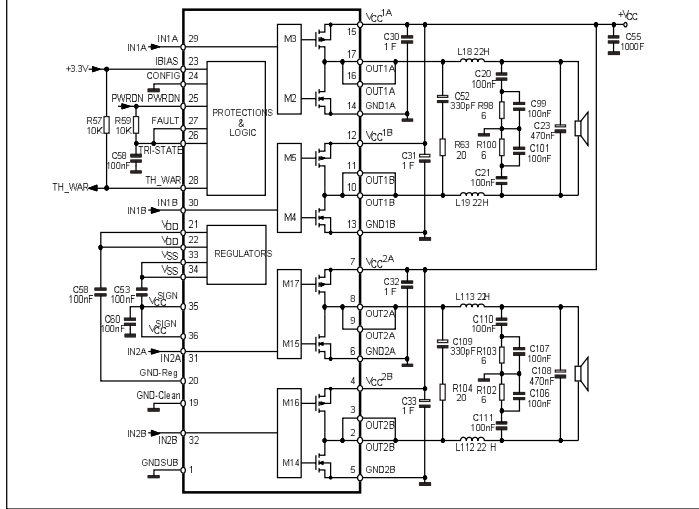 VCC1A
+VCC
IN1A
29
M3
15
C30
1 F
C55
1000F
IN1A
IBIAS
23
17
L18 22H
+3.3V
CONFIG
24
16
OUT1A
C20
100nF
PWRDN
PWRDN
25
PROTECTIONS
&
LOGIC
M2
14
OUT1A
GND1A
C52
330pF
R98
6
C99
100nF
R57
10K
R59
10K
FAULT
27
26
C23
470nF
TRI-STATE
12
VCC1B
C58
100nF
M5
11
C31
1 F
R63
20
R100
6
C101
100nF
TH_WAR
TH_WAR
28
10
OUT1B
C21
100nF
IN1B
IN1B
30
M4
13
OUT1B
GND1B
L19 22H
VDD
21
VDD
22
REGULATORS
VSS
33
7
VCC2A
VSS
34
C58
100nF
C53
100nF
M17
8
C32
1 F
L113 22H
VCC SIGN
35
9
OUT2A
C110
100nF
C60
100nF
VCC SIGN
36
M15
6
OUT2A
GND2A
C109
330pF
R103
6
C107
100nF
IN2A
IN2A
31
C108
470nF
GND-Reg
20
4
VCC2B
GND-Clean
19
M16
3
C33
1 F
R104
20
R102
6
C106
100nF
IN2B
IN2B
32
2
OUT2B
C111
100nF
M14
OUT2B
L112 22 H
GNDSUB
1
5
GND2B